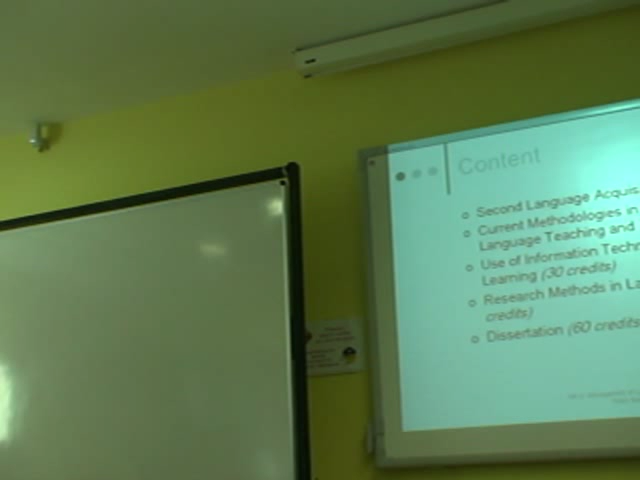 Content
Second Language Acquis
Current Methodologies in
Language Teaching and
Use of Information Techn
Learning (30 credits)
Research Methods in La
credits)
Dissertation (60 credits